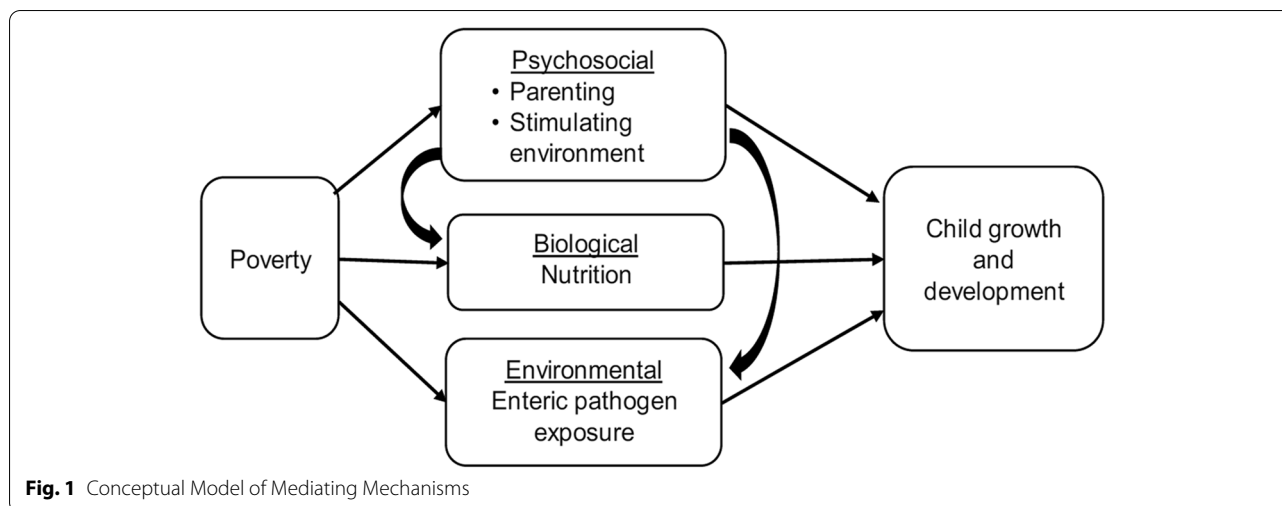 Psychosocial
• Parenting
• Stimulating
environment
Poverty
Biological
Nutrition
Environmental
Enteric pathogen
exposure
Child growth
and
development
Fig. 1 Conceptual Model of Mediating Mechanisms